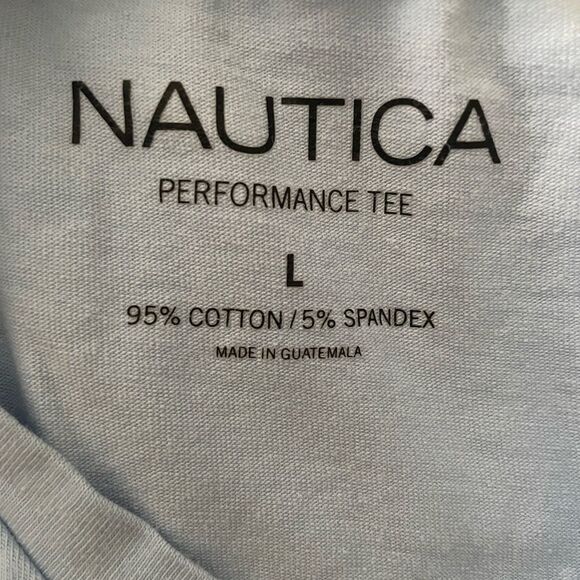 NAUTICA
PERFORMANCE TEE
L
95% COTTON / 5% SPANDEX
MADE IN GUATEMALA